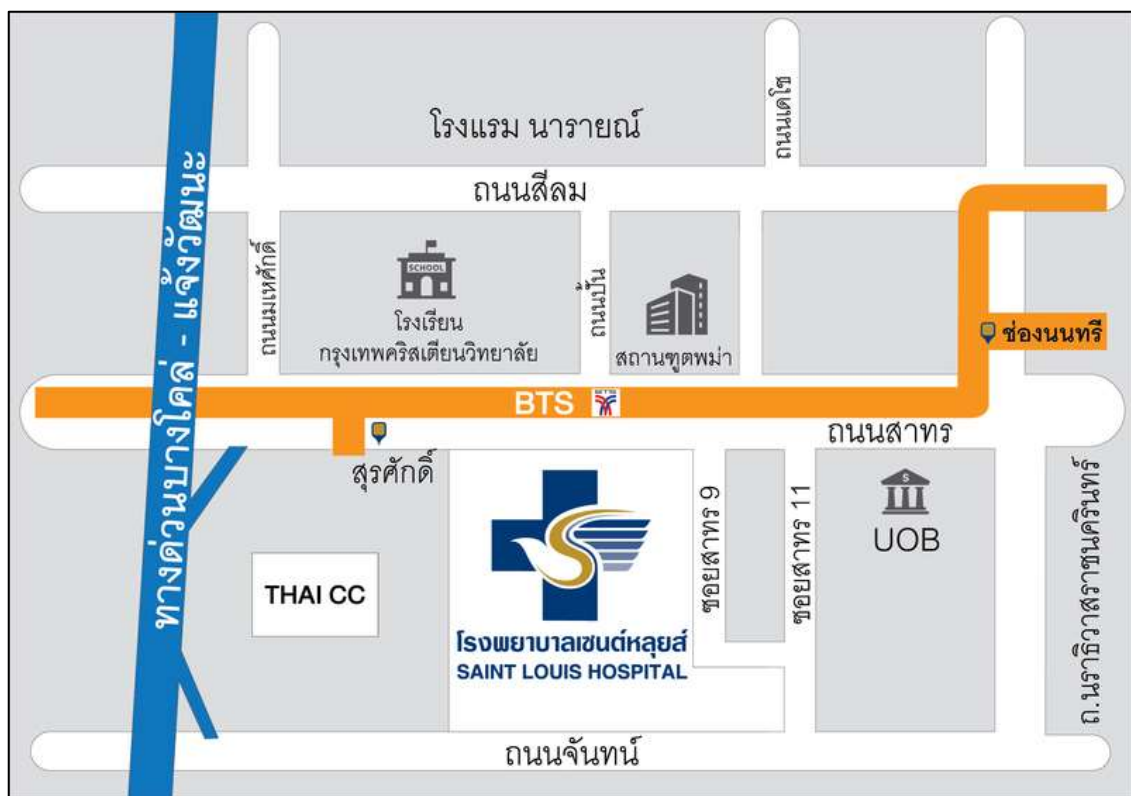 โรงแรม นารายณ์
ถนนเดโช
ถนนสีลม
ทางด่วนบางโคล่ - แจ้งวัฒนะ
ถนนมเหศักดิ์
SCHOOL
โรงเรียน
กรุงเทพคริสเตียนวิทยาลัย
ถนนปั้น
สถานฑูตพม่า
ช่องนนทรี
BTS
BTS
ถนนสาทร
สุรศักดิ์
THAI CC
โรงพยาบาลเซนต์หลุยส์
SAINT LOUIS HOSPITAL
ซอยสาทร 9
ซอยสาทร 11
S
UOB
ถ.นราธิวาสราชนครินทร์
ถนนจันทน์